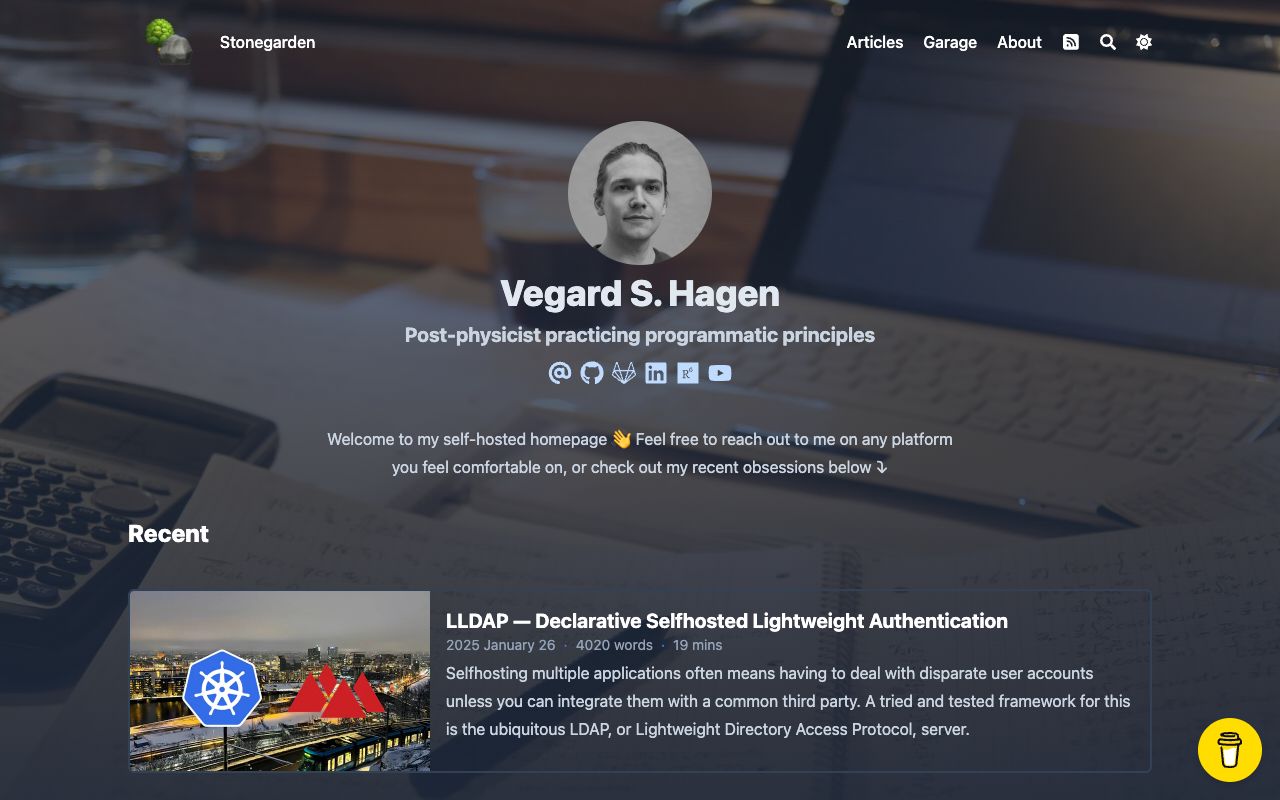 Stonegarden
Articles Garage About
Vegard S. Hagen
Post-physicist practicing programmatic principles
Welcome to my self-hosted homepage 👋 Feel free to reach out to me on any platform
you feel comfortable on, or check out my recent obsessions below ⤵
Recent
LLDAP — Declarative Selfhosted Lightweight Authentication
2025 January 26 · 4020 words · 19 mins
Selfhosting multiple applications often means having to deal with disparate user accounts
unless you can integrate them with a common third party. A tried and tested framework for this
is the ubiquitous LDAP, or Lightweight Directory Access Protocol, server.